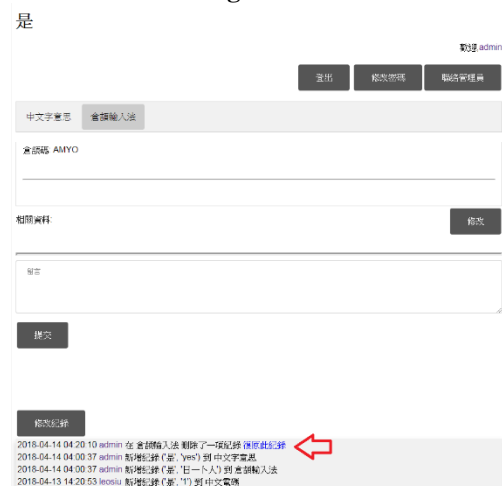 是
歡迎,admin
登出 修改密碼 聯絡管理員
中文字意思 倉頡輸入法
倉頡碼: AMYO
相關資料:
修改
留言
提交
修改紀錄
2018-04-14 04:20:10 admin 在 倉頡輸入法 刪除了一項紀錄 復原此紀錄
2018-04-14 04:00:37 admin 新增紀錄 ('是', 'yes') 到 中文字意思
2018-04-14 04:00:37 admin 新增紀錄 ('是', '日一卜人') 到 倉頡輸入法
2018-04-13 14:20:53 leosiu 新增紀錄 ('是', '1') 到 中文電碼